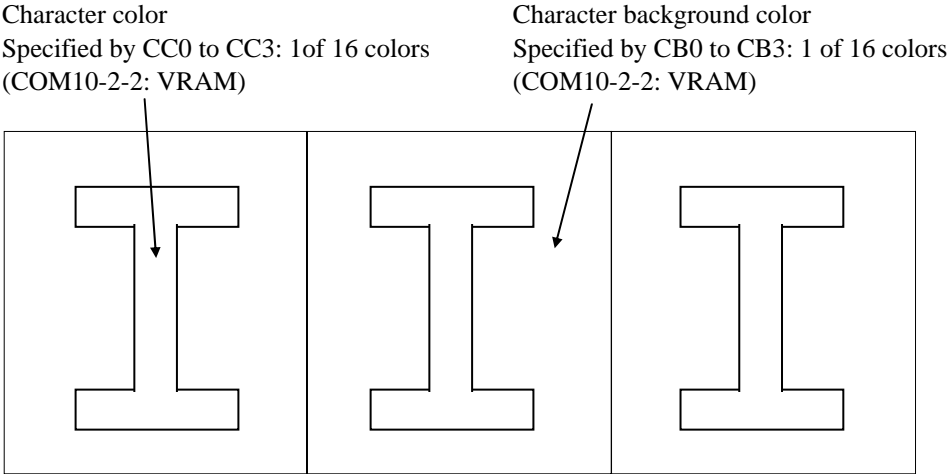 Character color
Specified by CC0 to CC3: 1of 16 colors
(COM10-2-2: VRAM)
Character background color
Specified by CB0 to CB3: 1 of 16 colors
(COM10-2-2: VRAM)
I I I